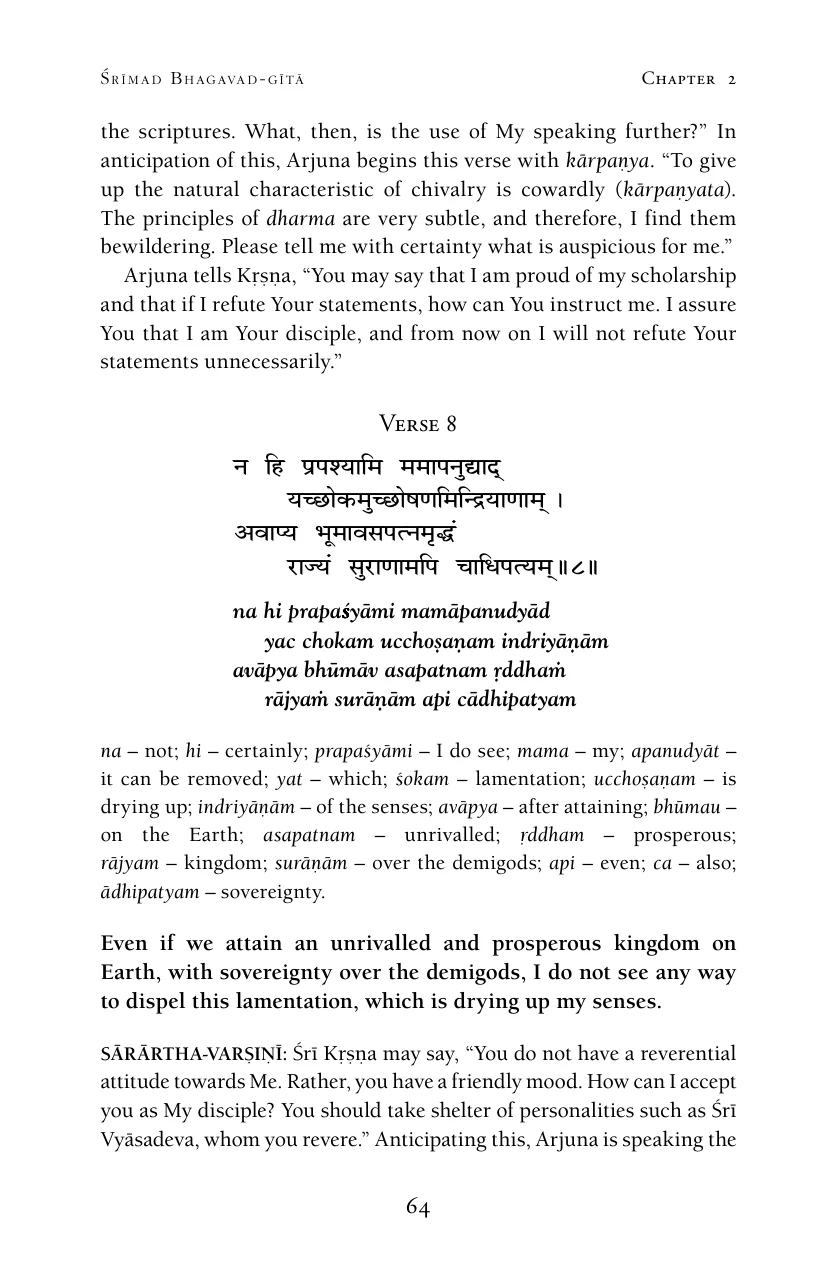 Śrīmad Bhagavad-gītā Chapter 2
the scriptures. What, then, is the use of My speaking further?” In
anticipation of this, Arjuna begins this verse with kārpaṇya. “To give
up the natural characteristic of chivalry is cowardly (kārpaṇyata).
The principles of dharma are very subtle, and therefore, I find them
bewildering. Please tell me with certainty what is auspicious for me.”
Arjuna tells Kṛṣṇa, “You may say that I am proud of my scholarship
and that if I refute Your statements, how can You instruct me. I assure
You that I am Your disciple, and from now on I will not refute Your
statements unnecessarily.”
Verse 8
न हि प्रपश्यामि ममापनुद्याद्
यच्छोकमुच्छोषणमिन्द्रियाणाम् ।
अवाप्य भूमावसपत्नमृद्धं
राज्यं सुराणामपि चाधिपत्यम्॥८॥
na hi prapaśyāmi mamāpanudyād
yac chokam ucchoṣaṇam indriyāṇām
avāpya bhūmāv asapatnam ṛddhaṁ
rājyaṁ surāṇām api cādhipatyam
na – not; hi – certainly; prapaśyāmi – I do see; mama – my; apanudyāt –
it can be removed; yat – which; śokam – lamentation; ucchoṣaṇam – is
drying up; indriyāṇām – of the senses; avāpya – after attaining; bhūmau –
on the Earth; asapatnam – unrivalled; ṛddham – prosperous;
rājyam – kingdom; surāṇām – over the demigods; api – even; ca – also;
ādhipatyam – sovereignty.
Even if we attain an unrivalled and prosperous kingdom on
Earth, with sovereignty over the demigods, I do not see any way
to dispel this lamentation, which is drying up my senses.
SĀRĀRTHA-VARṢIṆĪ: Śrī Kṛṣṇa may say, “You do not have a reverential
attitude towards Me. Rather, you have a friendly mood. How can I accept
you as My disciple? You should take shelter of personalities such as Śrī
Vyāsadeva, whom you revere.” Anticipating this, Arjuna is speaking the
64